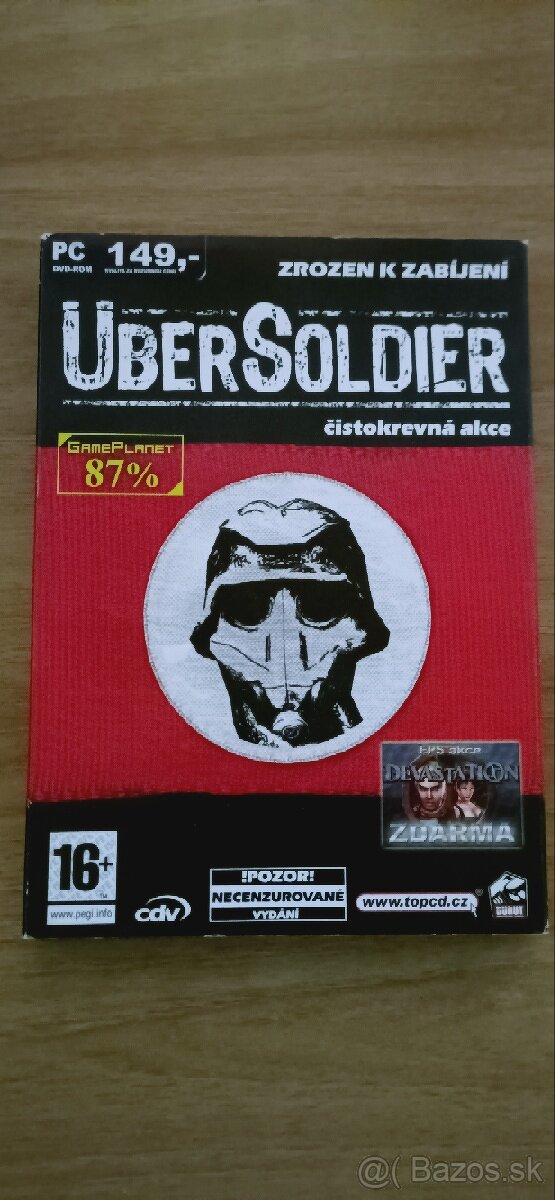 PC 149,-
DVD-ROM
ZROZEN K ZABÍJENÍ
ÜBERSOLDIER
čistokrevná akce
GAMEPLANET
87%
FPS akce
DEVASTATION
ZDARMA
16+
www.pegi.info
cdv
!POZOR!
NECENZUROVANÉ
VYDÁNÍ
www.topcd.cz
@( Bazos.sk